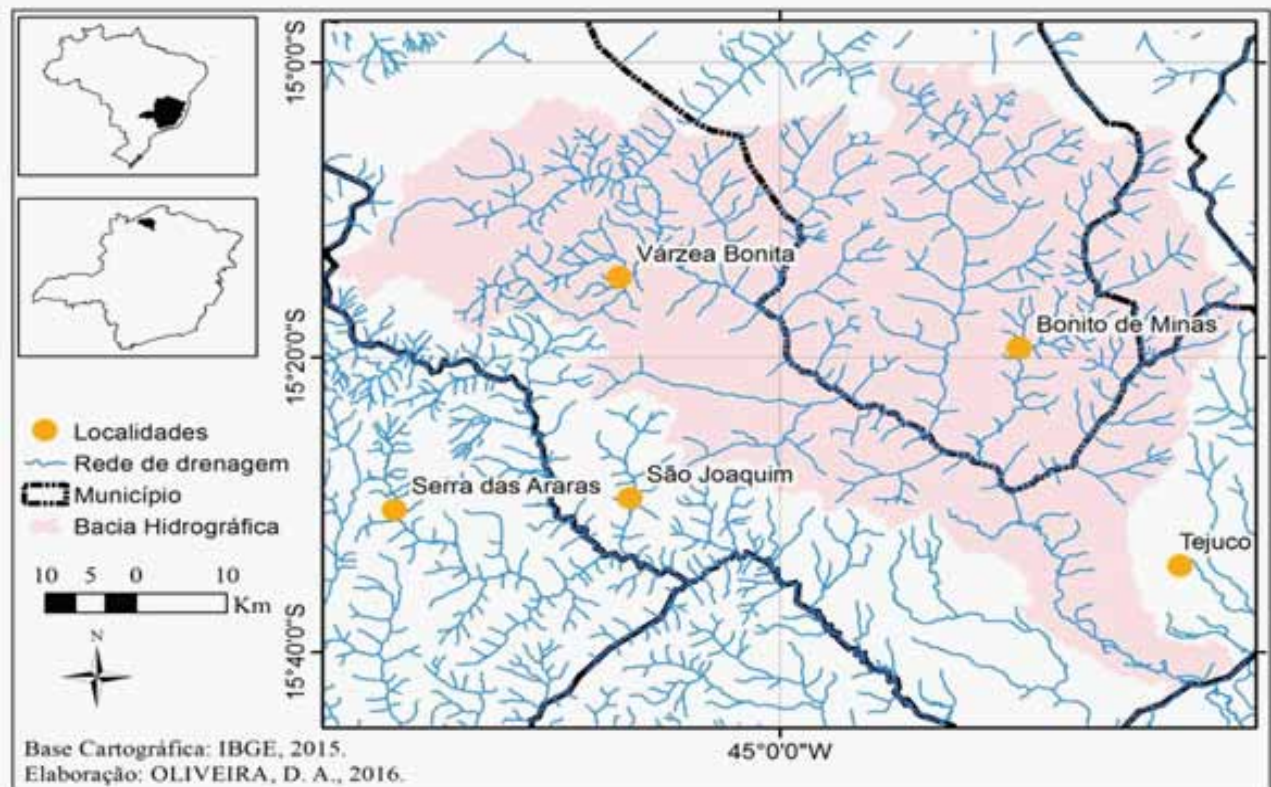 15°0'0"S
15°20'0"S
15°40'0"S
45°0'0"W
Várzea Bonita
Bonito de Minas
São Joaquim
Serra das Araras
Tejuco
Localidades
Rede de drenagem
Município
Bacia Hidrográfica
10 5 0 10
Km
N
Base Cartográfica: IBGE, 2015.
Elaboração: OLIVEIRA, D. A., 2016.